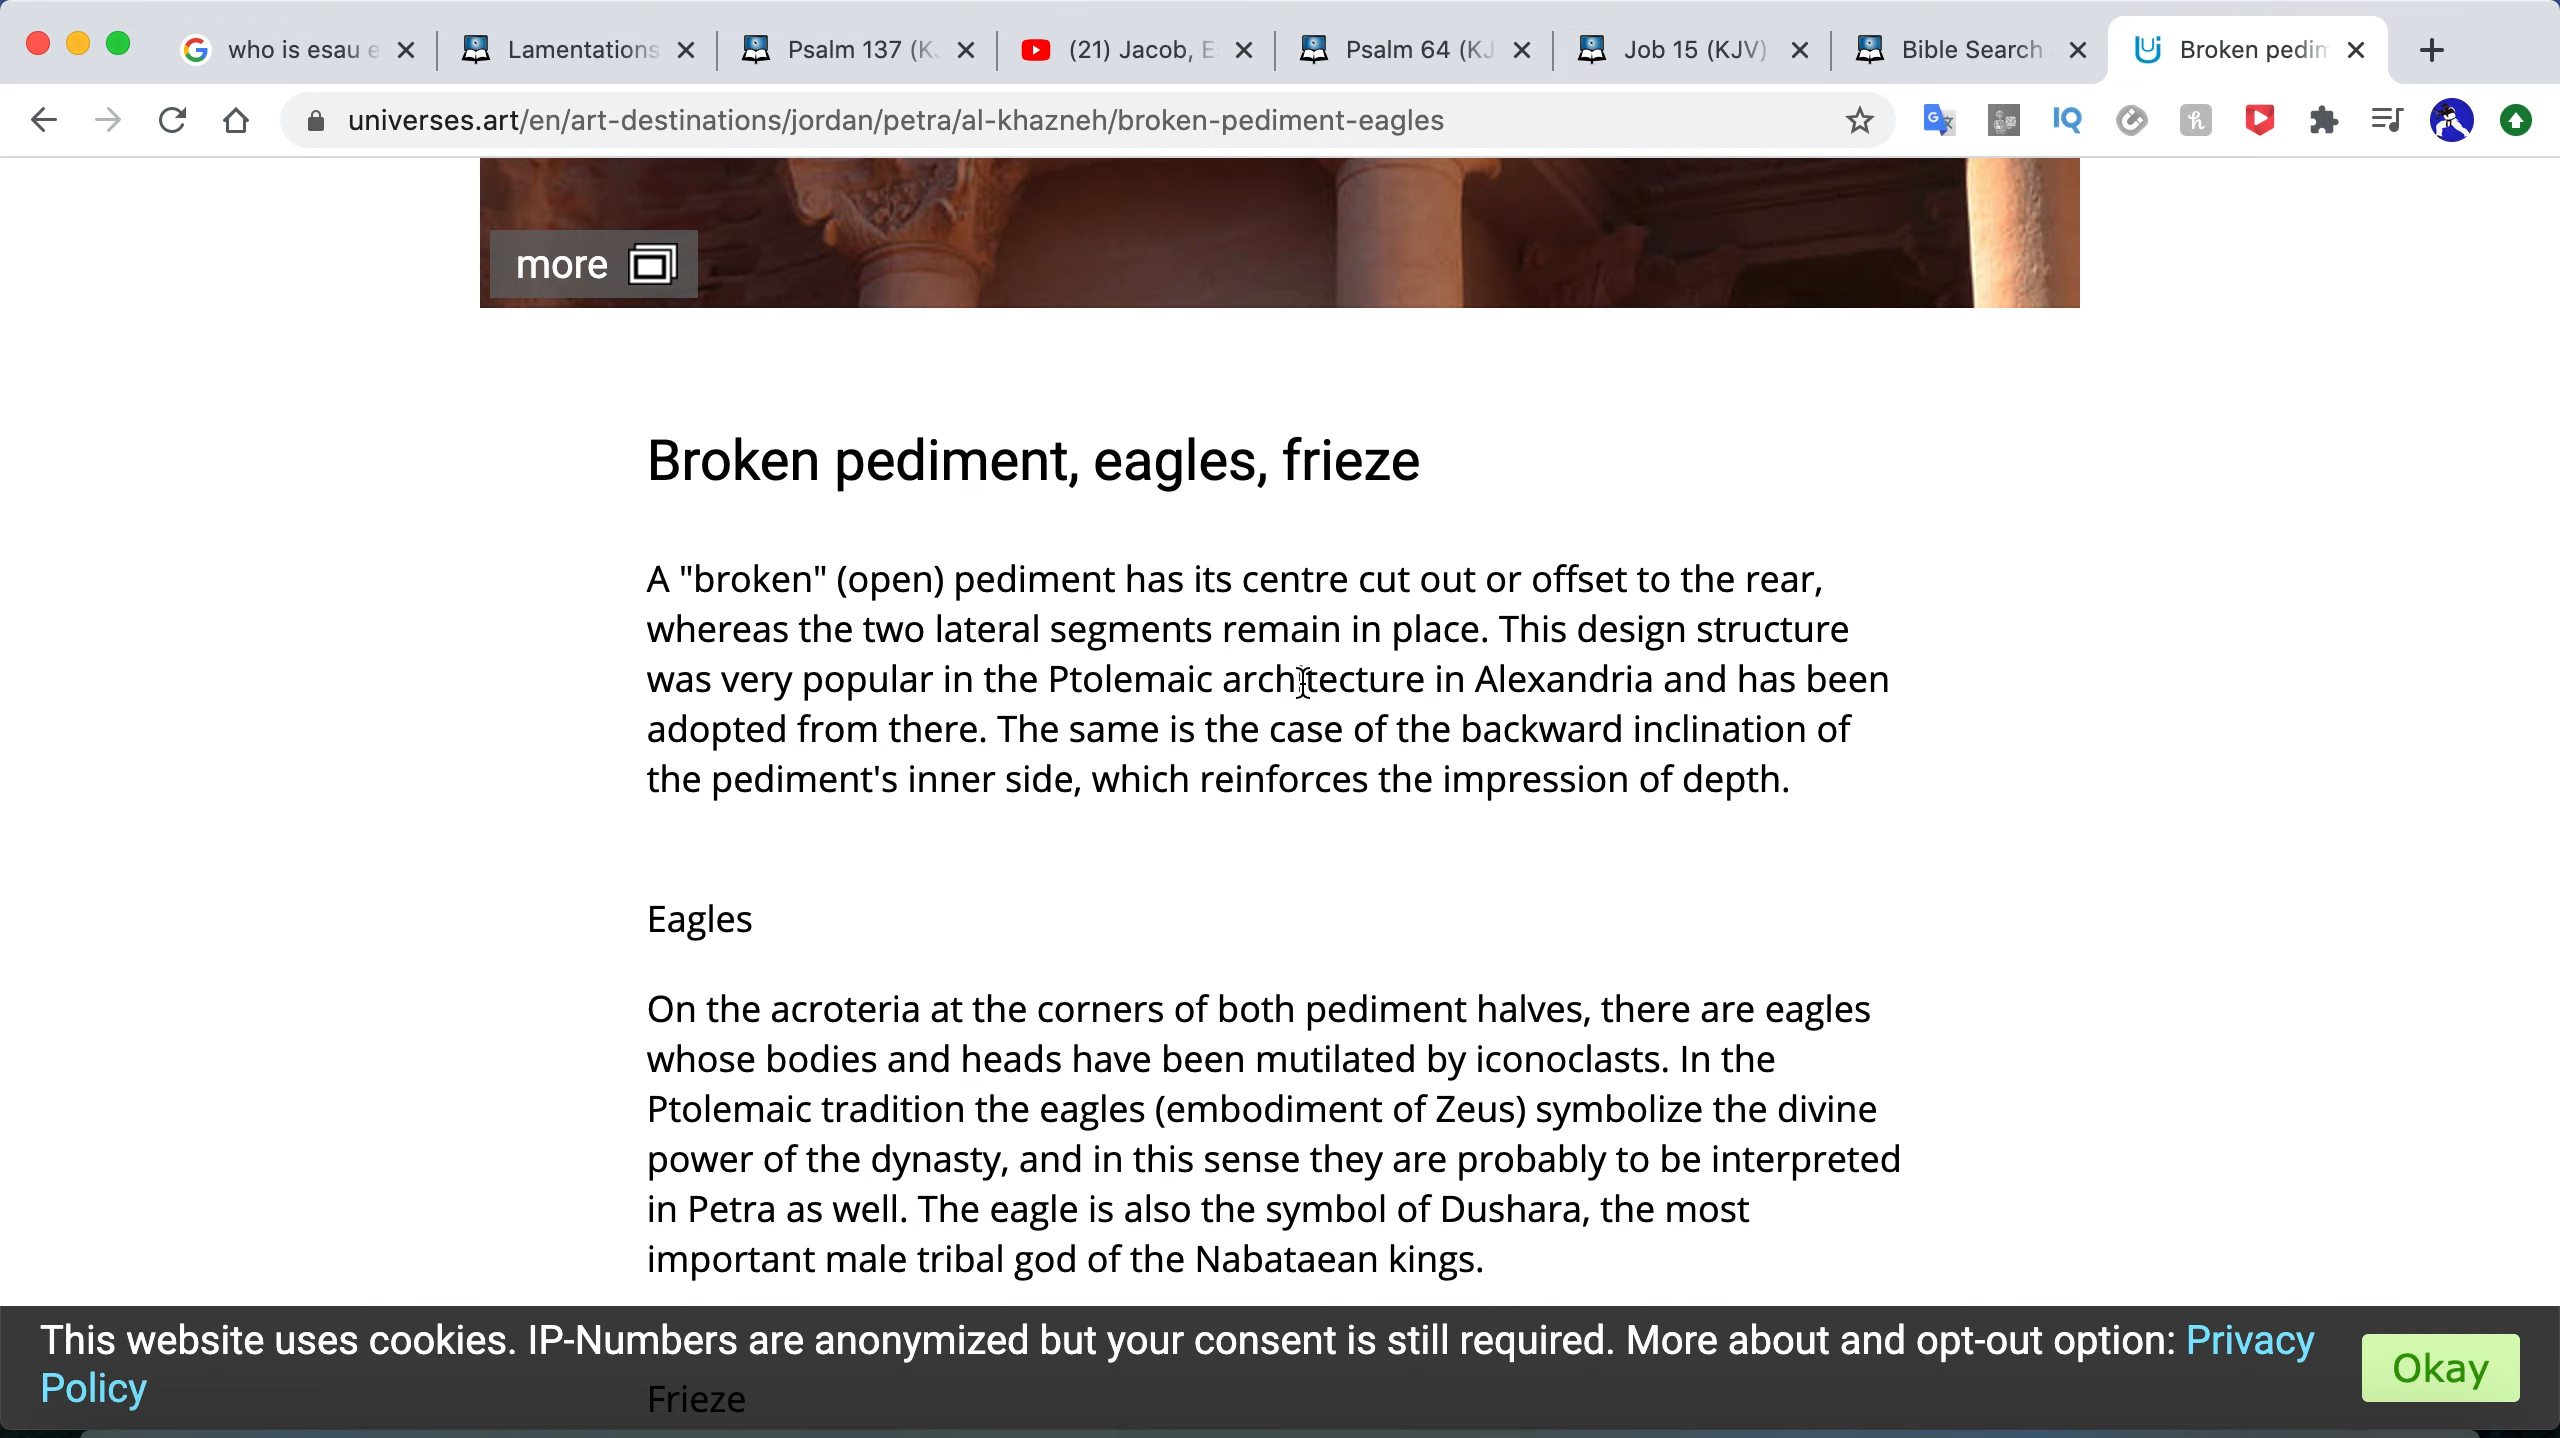 who is esau e
Lamentations
Psalm 137 (K
(21) Jacob, E
Psalm 64 (KJ
Job 15 (KJV)
Bible Search
Broken pedim
universes.art/en/art-destinations/jordan/petra/al-khazneh/broken-pediment-eagles
more
Broken pediment, eagles, frieze
A "broken" (open) pediment has its centre cut out or offset to the rear,
whereas the two lateral segments remain in place. This design structure
was very popular in the Ptolemaic architecture in Alexandria and has been
adopted from there. The same is the case of the backward inclination of
the pediment's inner side, which reinforces the impression of depth.
Eagles
On the acroteria at the corners of both pediment halves, there are eagles
whose bodies and heads have been mutilated by iconoclasts. In the
Ptolemaic tradition the eagles (embodiment of Zeus) symbolize the divine
power of the dynasty, and in this sense they are probably to be interpreted
in Petra as well. The eagle is also the symbol of Dushara, the most
important male tribal god of the Nabataean kings.
This website uses cookies. IP-Numbers are anonymized but your consent is still required. More about and opt-out option: Privacy
Policy
Okay
Frieze